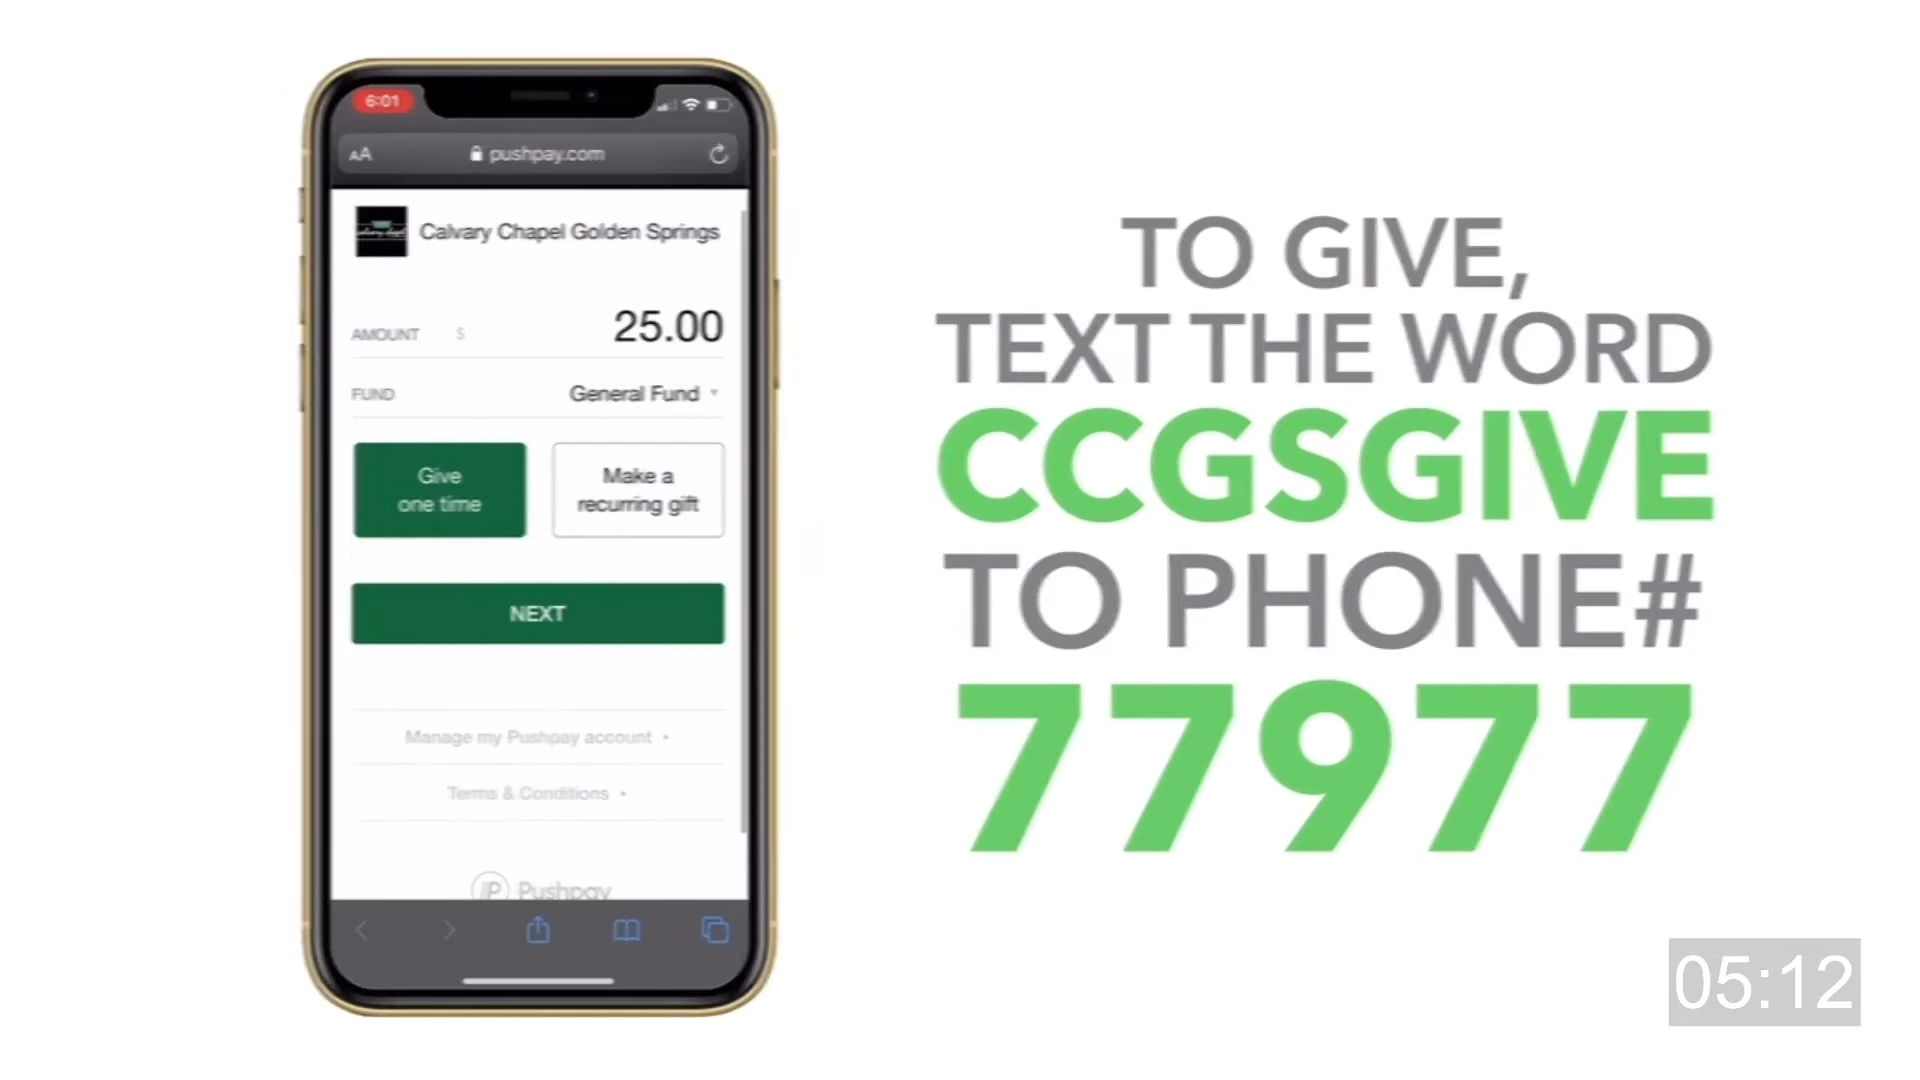 6:01
AA
pushpay.com
Calvary Chapel Golden Springs
AMOUNT $ 25.00
FUND General Fund
Give
one time
Make a
recurring gift
NEXT
Manage my Pushpay account
Terms & Conditions
Pushpay
TO GIVE,
TEXT THE WORD
CCGSGIVE
TO PHONE#
77977
05:12